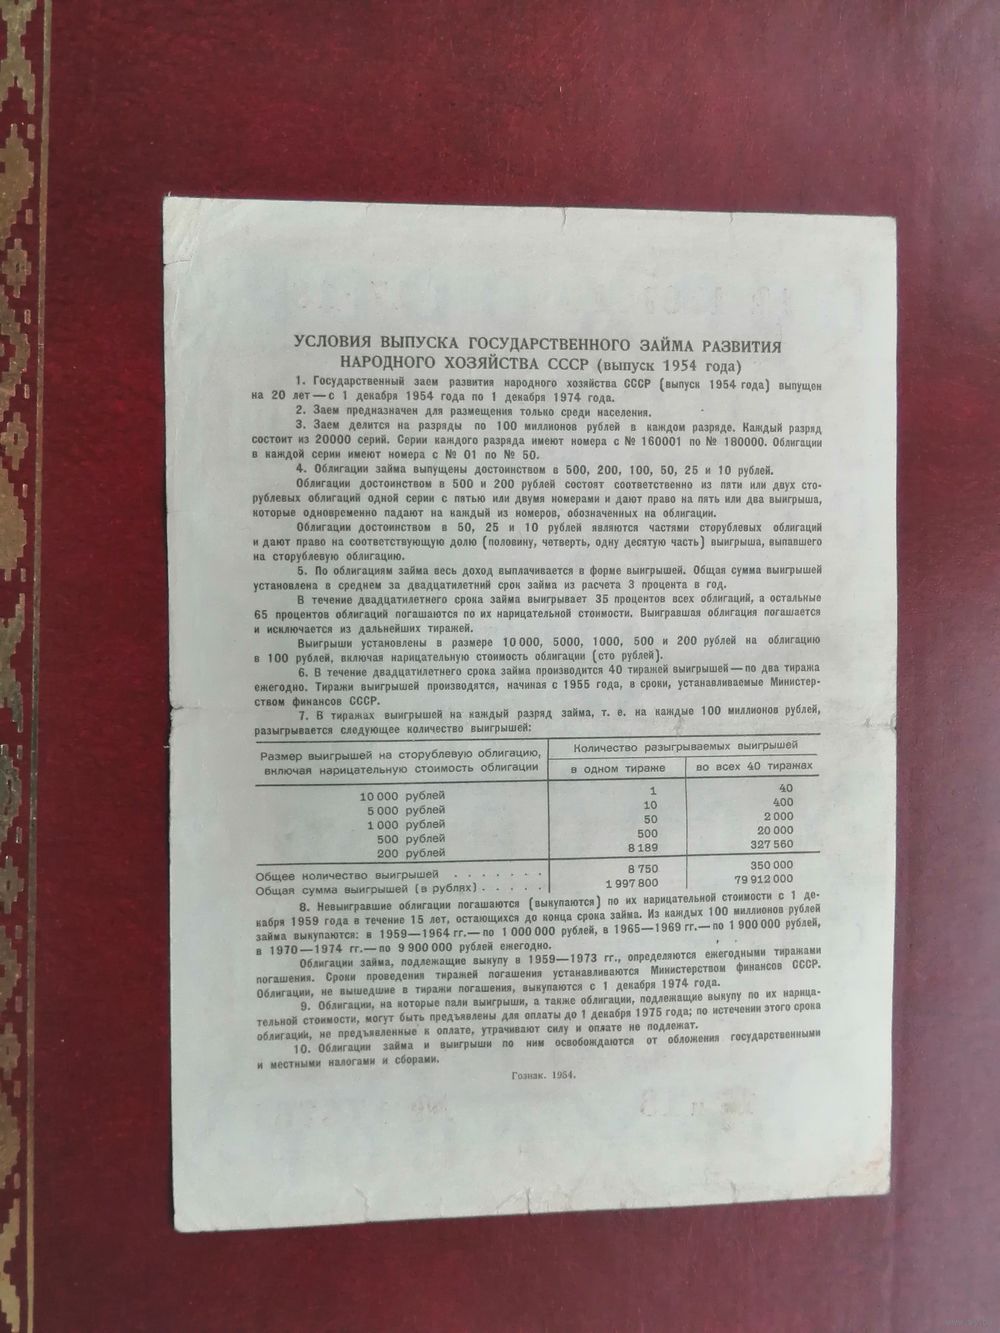 УСЛОВИЯ ВЫПУСКА ГОСУДАРСТВЕННОГО ЗАЙМА РАЗВИТИЯ
НАРОДНОГО ХОЗЯЙСТВА СССР (выпуск 1954 года)
1. Государственный заем развития народного хозяйства СССР (выпуск 1954 года) выпущен
на 20 лет—с 1 декабря 1954 года по 1 декабря 1974 года.
2. Заем предназначен для размещения только среди населения.
3. Заем делится на разряды по 100 миллионов рублей в каждом разряде. Каждый разряд
состоит из 20000 серий. Серии каждого разряда имеют номера с № 160001 по № 180000. Облигации
в каждой серии имеют номера с № 01 по № 50.
4. Облигации займа выпущены достоинством в 500, 200, 100, 50, 25 и 10 рублей.
Облигации достоинством в 500 и 200 рублей состоят соответственно из пяти или двух сто-
рублевых облигаций одной серии с пятью или двумя номерами и дают право на пять или два выигрыша,
которые одновременно падают на каждый из номеров, обозначенных на облигации.
Облигации достоинством в 50, 25 и 10 рублей являются частями сторублевых облигаций
и дают право на соответствующую долю (половину, четверть, одну десятую часть) выигрыша, выпавшего
на сторублевую облигацию.
5. По облигациям займа весь доход выплачивается в форме выигрышей. Общая сумма выигрышей
установлена в среднем за двадцатилетний срок займа из расчета 3 процента в год.
В течение двадцатилетнего срока займа выигрывает 35 процентов всех облигаций, а остальные
65 процентов облигаций погашаются по их нарицательной стоимости. Выигравшая облигация погашается
и исключается из дальнейших тиражей.
Выигрыши установлены в размере 10 000, 5000, 1000, 500 и 200 рублей на облигацию
в 100 рублей, включая нарицательную стоимость облигации (сто рублей).
6. В течение двадцатилетнего срока займа производится 40 тиражей выигрышей—по два тиража
ежегодно. Тиражи выигрышей производятся, начиная с 1955 года, в сроки, устанавливаемые Министер-
ством финансов СССР.
7. В тиражах выигрышей на каждый разряд займа, т. е. на каждые 100 миллионов рублей,
разыгрывается следующее количество выигрышей:
Размер выигрышей на сторублевую облигацию, включая нарицательную стоимость облигации
Количество разыгрываемых выигрышей
в одном тираже во всех 40 тиражах
10 000 рублей 1 40
5 000 рублей 10 400
1 000 рублей 50 2 000
500 рублей 500 20 000
200 рублей 8 189 327 560
Общее количество выигрышей . . . . . . . 8 750 350 000
Общая сумма выигрышей (в рублях) . . . . . 1 997 800 79 912 000
8. Невыигравшие облигации погашаются (выкупаются) по их нарицательной стоимости с 1 де-
кабря 1959 года в течение 15 лет, остающихся до конца срока займа. Из каждых 100 миллионов рублей
займа выкупаются: в 1959—1964 гг.—по 1 000 000 рублей, в 1965—1969 гг.—по 1 900 000 рублей,
в 1970—1974 гг.—по 9 900 000 рублей ежегодно.
Облигации займа, подлежащие выкупу в 1959—1973 гг., определяются ежегодными тиражами
погашения. Сроки проведения тиражей погашения устанавливаются Министерством финансов СССР.
Облигации, не вышедшие в тиражи погашения, выкупаются с 1 декабря 1974 года.
9. Облигации, на которые пали выигрыши, а также облигации, подлежащие выкупу по их нарица-
тельной стоимости, могут быть предъявлены для оплаты до 1 декабря 1975 года; по истечении этого срока
облигации, не предъявленные к оплате, утрачивают силу и оплате не подлежат.
10. Облигации займа и выигрыши по ним освобождаются от обложения государственными
и местными налогами и сборами.
Гознак. 1954.